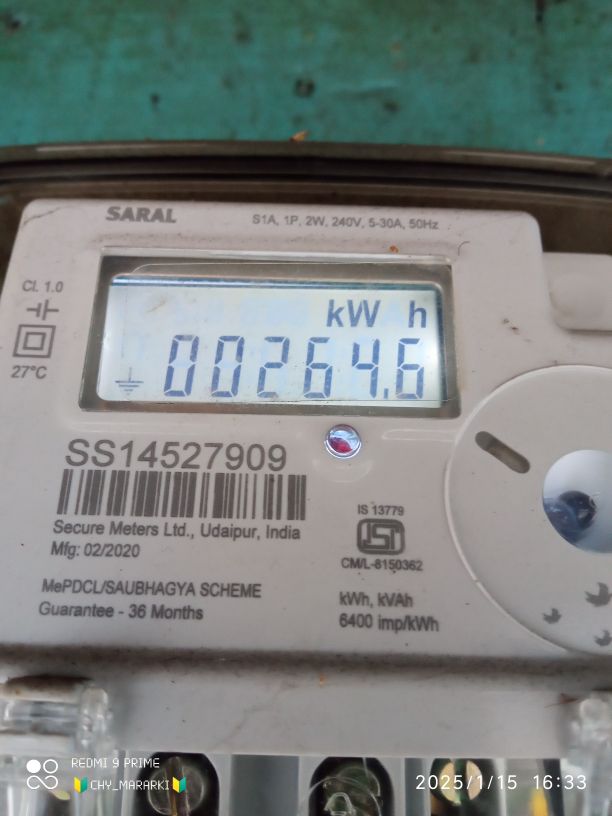 SARAL
S1A, 1P, 2W, 240V, 5-30A, 50Hz
Cl. 1.0
27°C
kW h
00264.6
SS14527909
Secure Meters Ltd., Udaipur, India
Mfg: 02/2020
IS 13779
ISI
CM/L-8150362
MePDCL/SAUBHAGYA SCHEME
Guarantee - 36 Months
kWh, kVAh
6400 imp/kWh
REDMI 9 PRIME
🔰CHY_MARARKI🔰
2025/1/15 16:33